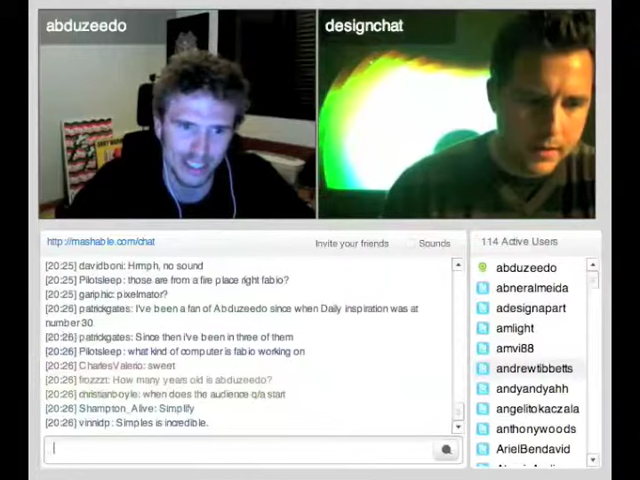 abduzeedo
designchat
http://mashable.com/chat
Invite your friends
Sounds
114 Active Users
[20:25] davidboni: Hrmph, no sound
[20:25] Pilotsleep: those are from a fire place right fabio?
[20:25] gariphic: pixelmator?
[20:26] patrickgates: I've been a fan of Abduzeedo since when Daily inspiration was at
number 30.
[20:26] patrickgates: Since then i've been in three of them
[20:26] Pilotsleep: what kind of computer is fabio working on
[20:26] CharlesValerio: sweet
[20:26] frozzzt: How many years old is abduzeedo?
[20:26] christianboyle: when does the audience q/a start
[20:26] Shampton_Alive: Simplify
[20:26] vinnidp: Simples is incredible.
abduzeedo
abneralmeida
adesignapart
amlight
amvi88
andrewtibbetts
andyandyahh
angelitokaczala
anthonywoods
ArielBendavid